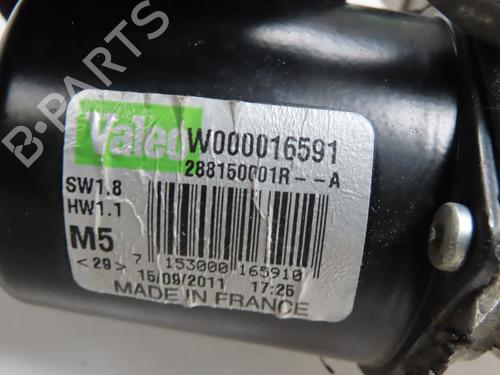 B-PARTS
Valeo W000016591
288150001R--A
SW1.8
HW1.1
M5
<29> 7 153000 165910
15/09/2011 17:25
MADE IN FRANCE